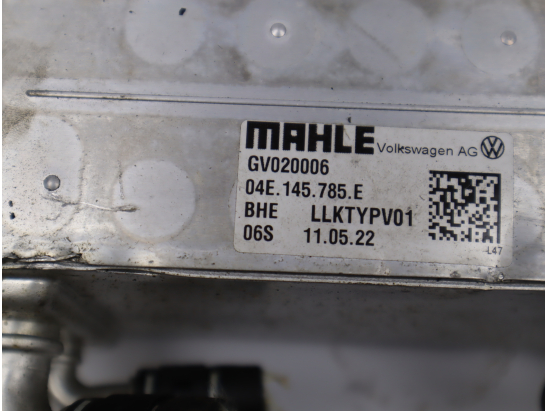 MAHLE Volkswagen AG
GV020006
04E.145.785.E
BHE LLKTYPV01
06S 11.05.22
L47